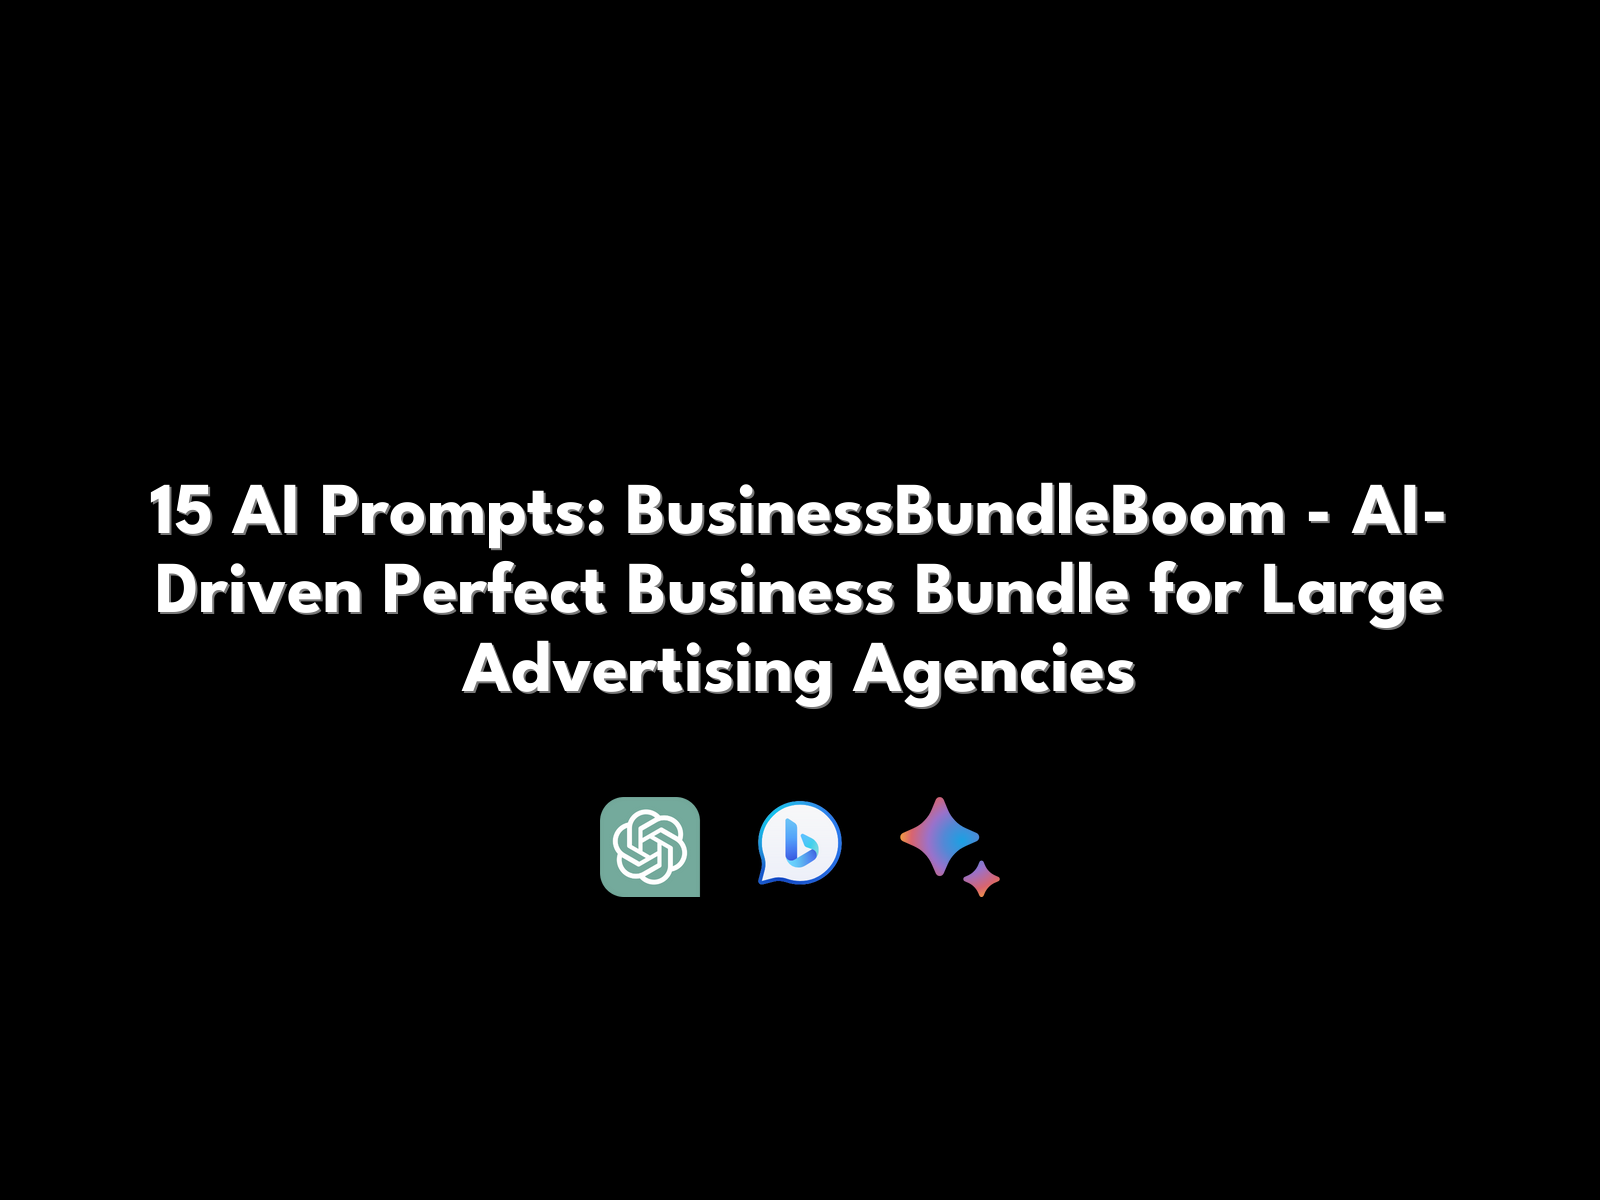 15 AI Prompts: BusinessBundleBoom - AI-
Driven Perfect Business Bundle for Large
Advertising Agencies